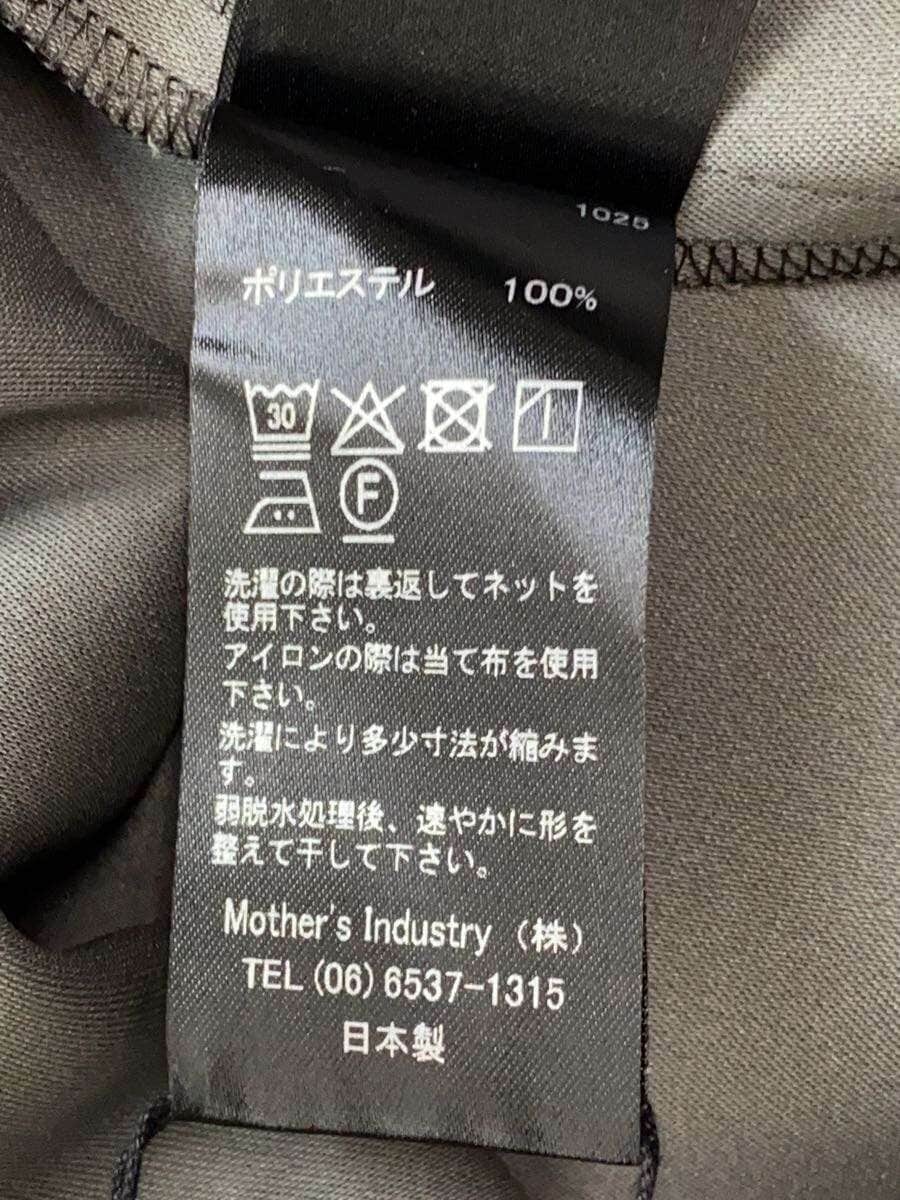 1025
ポリエステル 100%
30
F
洗濯の際は裏返してネットを
使用下さい。
アイロンの際は当て布を使用
下さい。
洗濯により多少寸法が縮みま
す。
弱脱水処理後、速やかに形を
整えて干して下さい。
Mother's Industry (株)
TEL(06)6537-1315
日本製